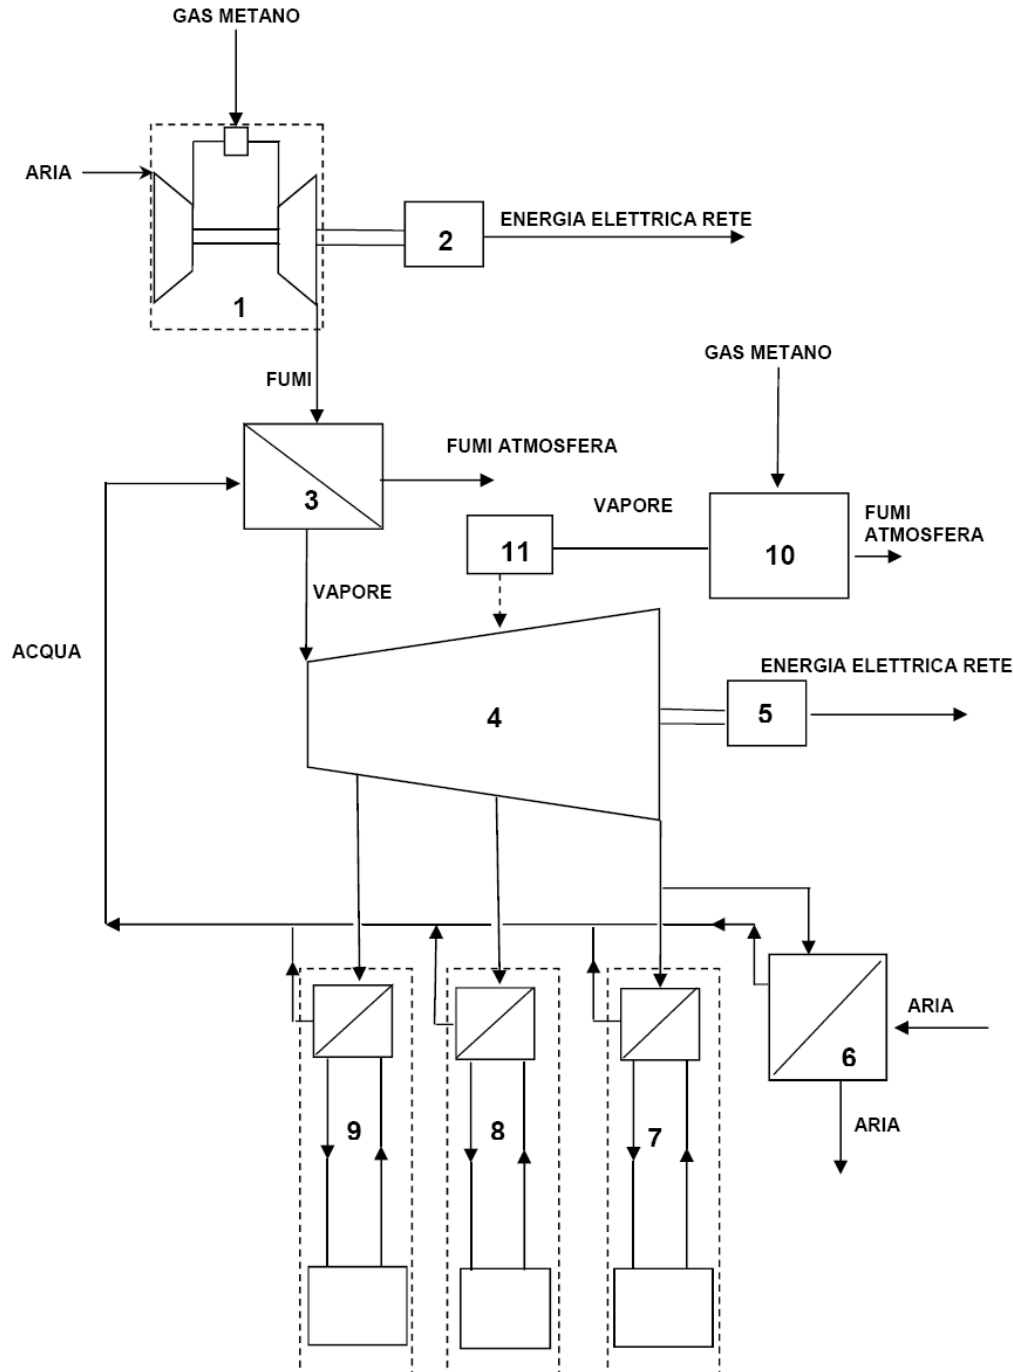 GAS METANO
ARIA
ENERGIA ELETTRICA RETE
2
1
GAS METANO
FUMI
FUMI ATMOSFERA
3
VAPORE
FUMI
ATMOSFERA
11
10
VAPORE
ACQUA
ENERGIA ELETTRICA RETE
4
5
ARIA
6
9
8
7
ARIA